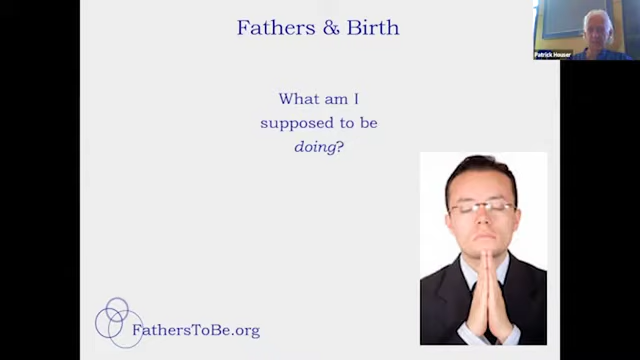 Fathers & Birth
What am I
supposed to be
doing?
FathersToBe.org
Patrick Houser